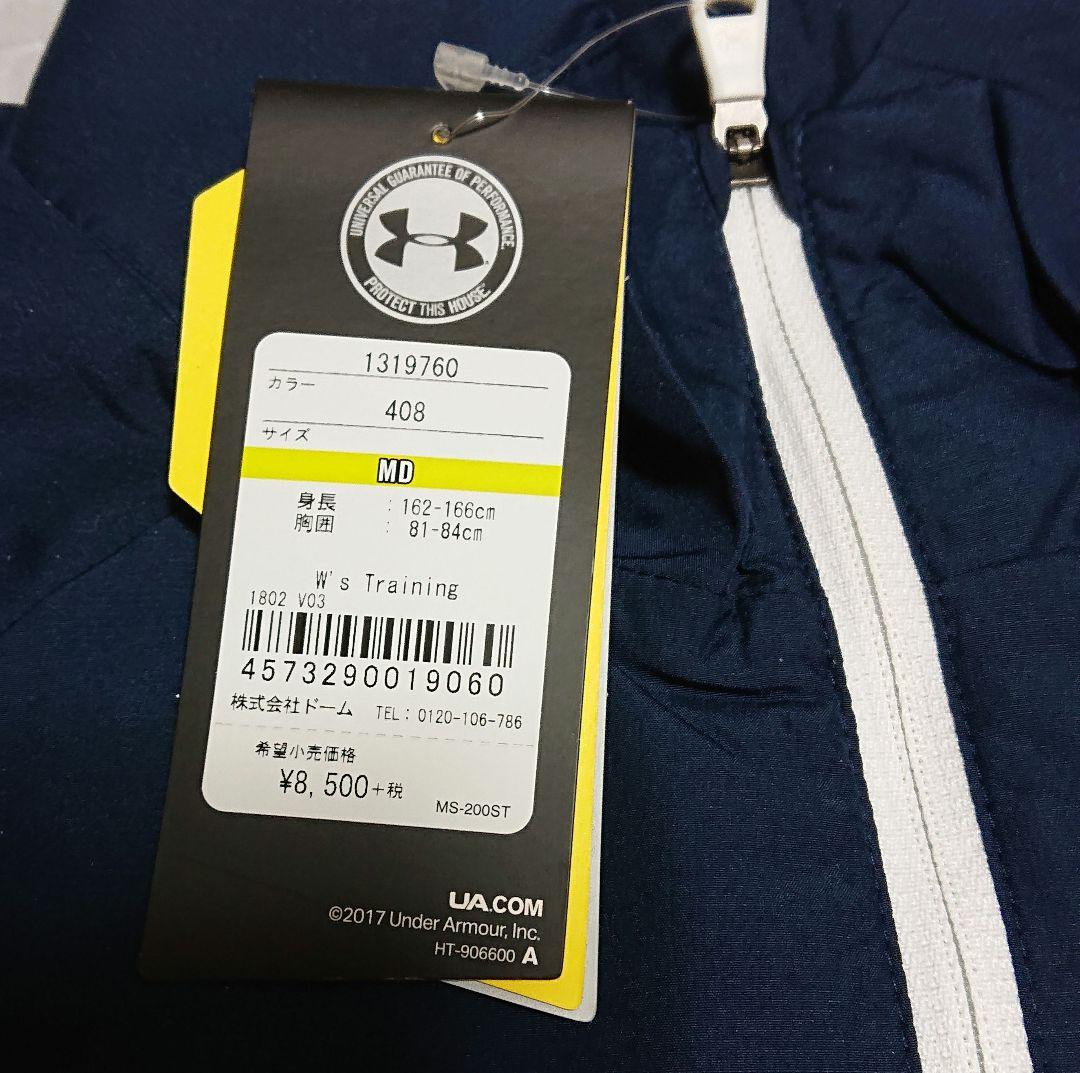 UNIVERSAL GUARANTEE OF PERFORMANCE.
PROTECT THIS HOUSE
1319760
カラー
408
サイズ
MD
身長 : 162-166cm
胸囲 : 81-84cm
W's Training
1802 V03
4573290019060
株式会社ドーム TEL: 0120-106-786
希望小売価格
¥8,500+税
MS-200ST
UA.COM
©2017 Under Armour, Inc.
HT-906600 A